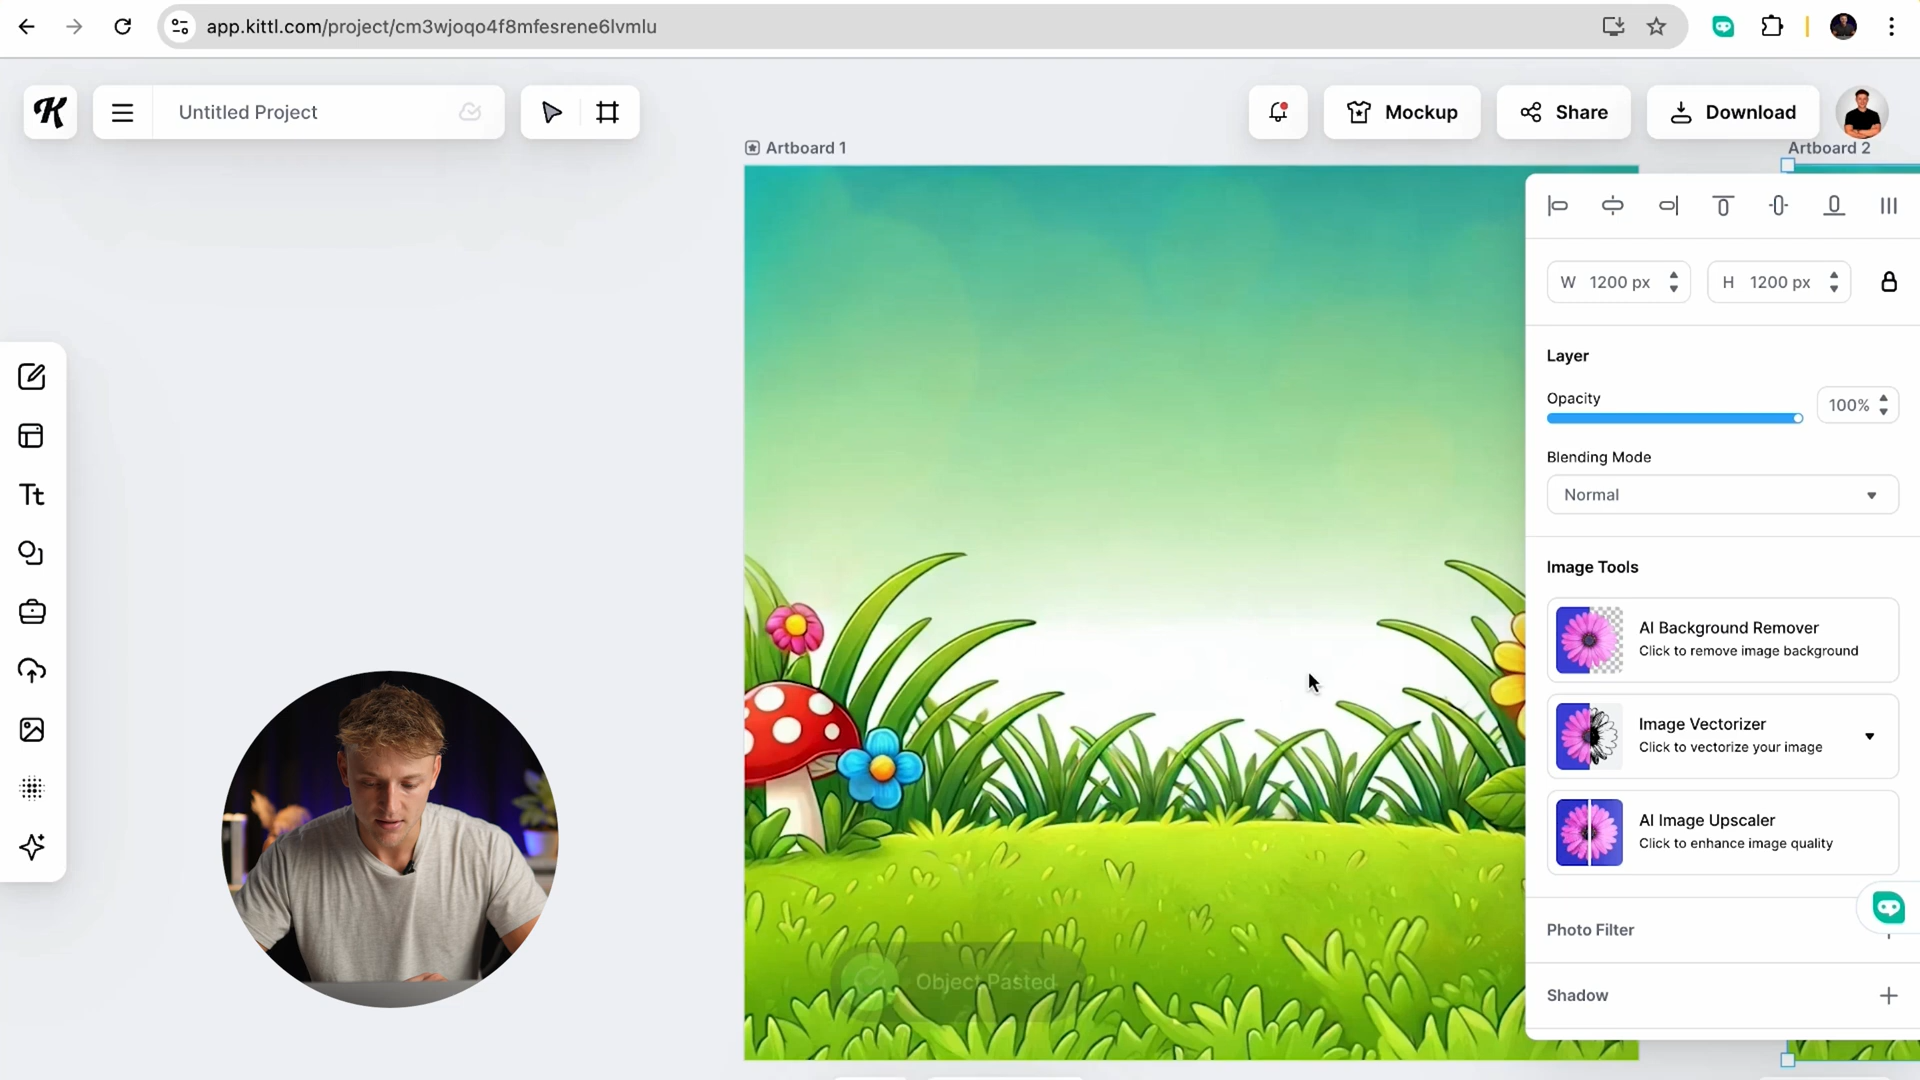 app.kittl.com/project/cm3wjoqo4f8mfesrene6lvmlu
K
Untitled Project
Mockup
Share
Download
Artboard 1
Artboard 2
W 1200 px
H 1200 px
Layer
Opacity
100%
Blending Mode
Normal
Image Tools
AI Background Remover
Click to remove image background
Image Vectorizer
Click to vectorize your image
AI Image Upscaler
Click to enhance image quality
Photo Filter
Shadow
Tt
Object Pasted